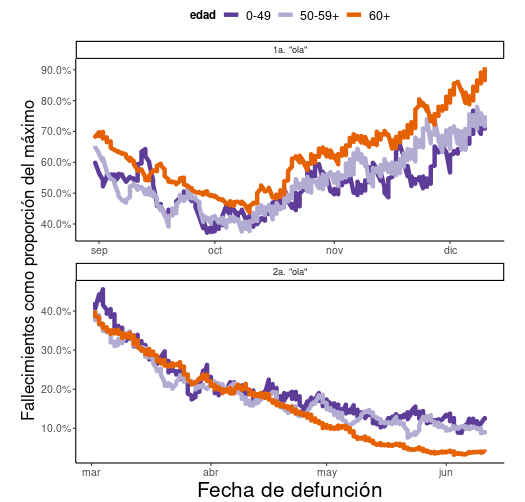 edad 0-49 50-59+ 60+
1a. "ola"
90.0%
80.0%
70.0%
60.0%
50.0%
40.0%
sep oct nov dic
2a. "ola"
40.0%
30.0%
20.0%
10.0%
mar abr may jun
Fallecimientos como proporción del máximo
Fecha de defunción